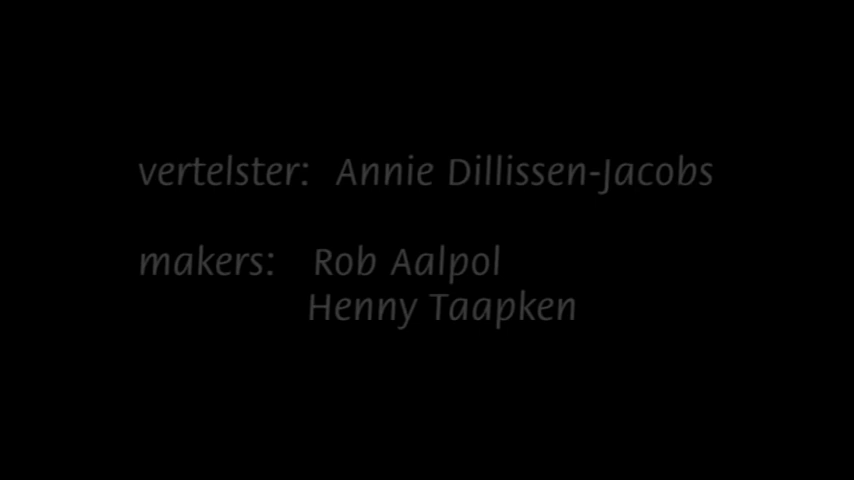 vertelster: Annie Dillissen-Jacobs
makers: Rob Aalpol
Henny Taapken